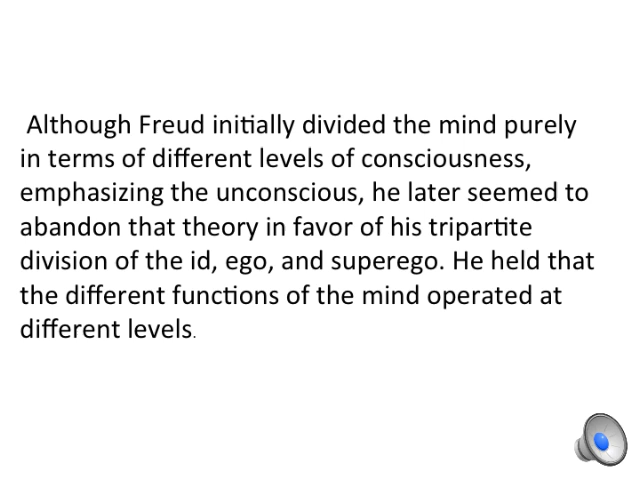 Although Freud initially divided the mind purely
in terms of different levels of consciousness,
emphasizing the unconscious, he later seemed to
abandon that theory in favor of his tripartite
division of the id, ego, and superego. He held that
the different functions of the mind operated at
different levels.